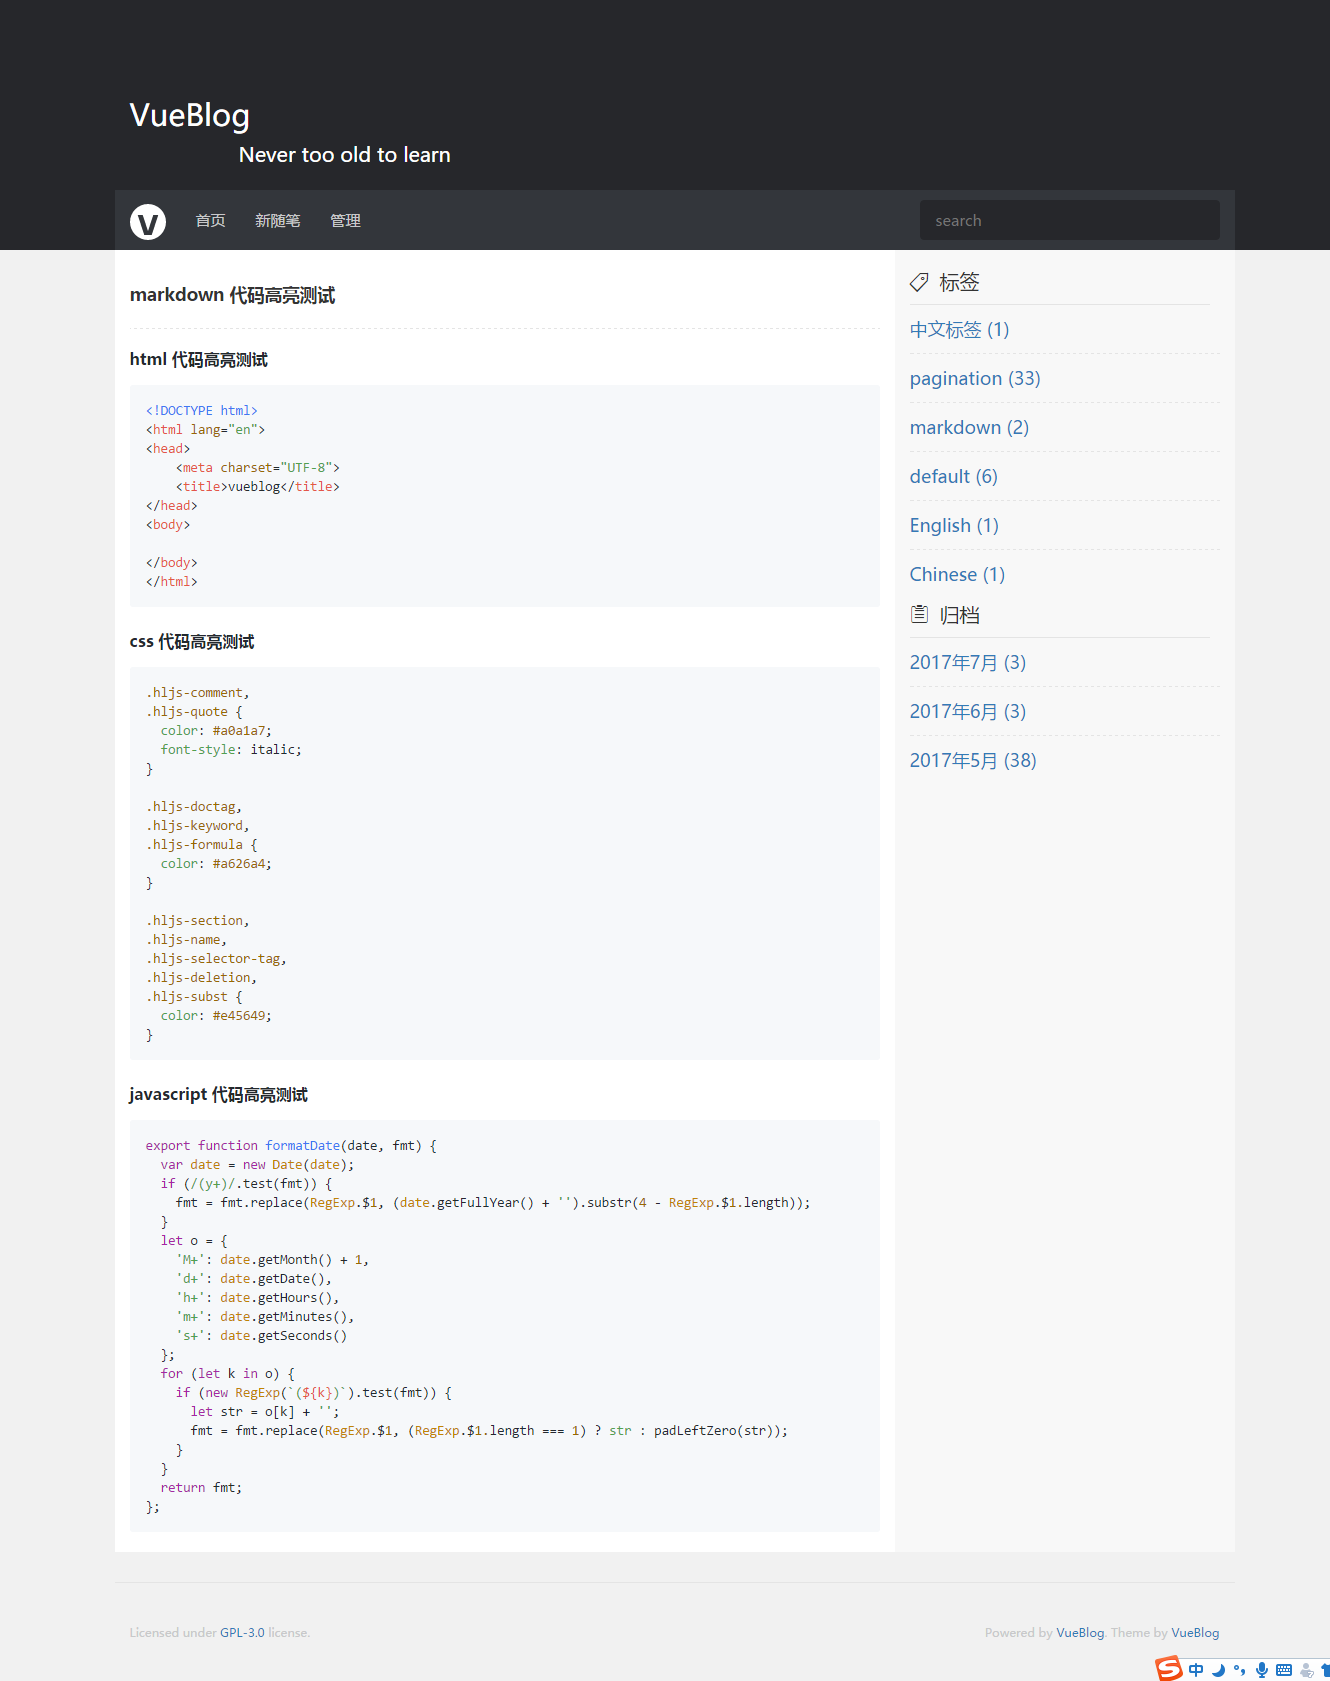 VueBlog
Never too old to learn
V 首页 新随笔 管理 search
markdown 代码高亮测试
html 代码高亮测试
<!DOCTYPE html>
<html lang="en">
<head>
    <meta charset="UTF-8">
    <title>vueblog</title>
</head>
<body>

</body>
</html>
css 代码高亮测试
.hljs-comment,
.hljs-quote {
  color: #a0a1a7;
  font-style: italic;
}

.hljs-doctag,
.hljs-keyword,
.hljs-formula {
  color: #a626a4;
}

.hljs-section,
.hljs-name,
.hljs-selector-tag,
.hljs-deletion,
.hljs-subst {
  color: #e45649;
}
javascript 代码高亮测试
export function formatDate(date, fmt) {
  var date = new Date(date);
  if (/(y+)/.test(fmt)) {
    fmt = fmt.replace(RegExp.$1, (date.getFullYear() + '').substr(4 - RegExp.$1.length));
  }
  let o = {
    'M+': date.getMonth() + 1,
    'd+': date.getDate(),
    'h+': date.getHours(),
    'm+': date.getMinutes(),
    's+': date.getSeconds()
  };
  for (let k in o) {
    if (new RegExp(`(${k})`).test(fmt)) {
      let str = o[k] + '';
      fmt = fmt.replace(RegExp.$1, (RegExp.$1.length === 1) ? str : padLeftZero(str));
    }
  }
  return fmt;
};
标签
中文标签 (1)
pagination (33)
markdown (2)
default (6)
English (1)
Chinese (1)
归档
2017年7月 (3)
2017年6月 (3)
2017年5月 (38)
Licensed under GPL-3.0 license.
Powered by VueBlog. Theme by VueBlog
S 中